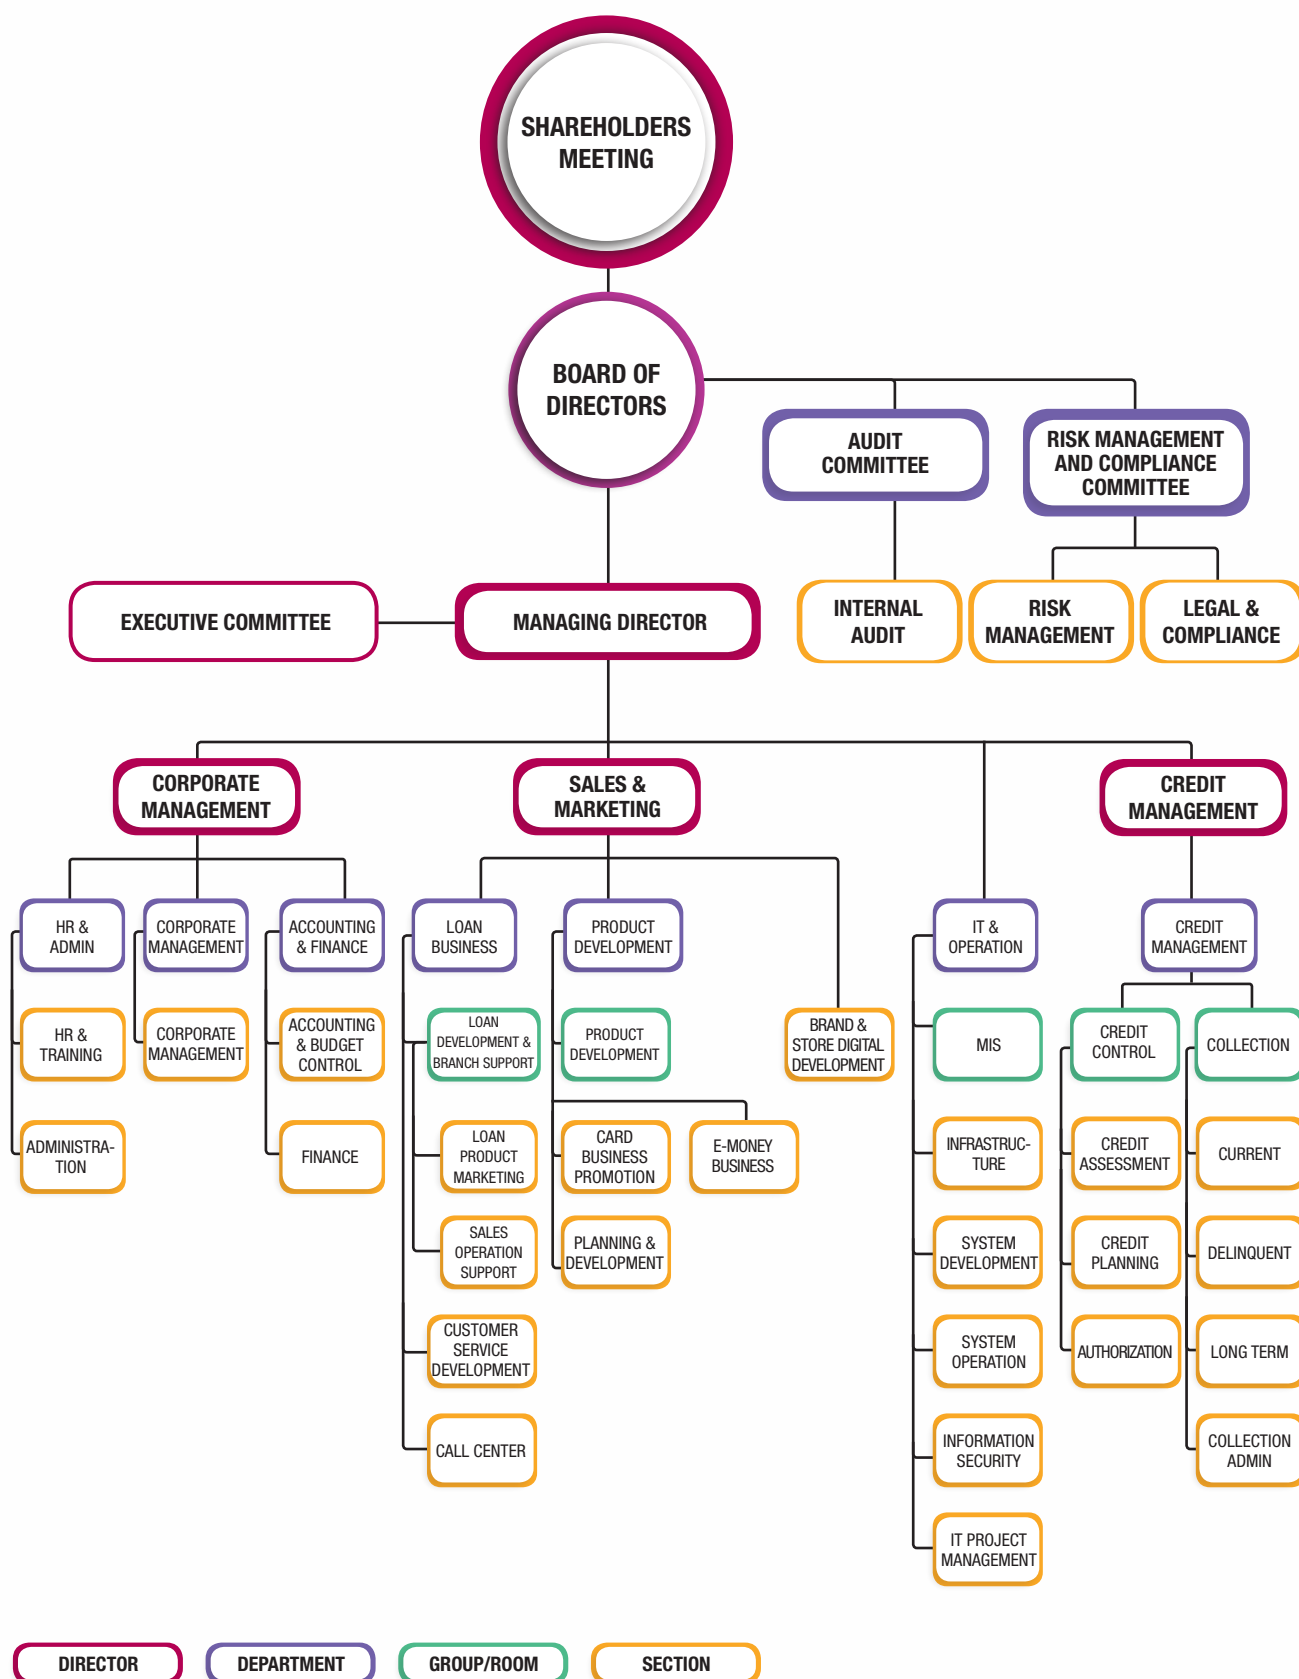 SHAREHOLDERS
MEETING
BOARD OF
DIRECTORS
AUDIT
COMMITTEE
RISK MANAGEMENT
AND COMPLIANCE
COMMITTEE
EXECUTIVE COMMITTEE
MANAGING DIRECTOR
INTERNAL
AUDIT
RISK
MANAGEMENT
LEGAL &
COMPLIANCE
CORPORATE
MANAGEMENT
SALES &
MARKETING
CREDIT
MANAGEMENT
HR &
ADMIN
CORPORATE
MANAGEMENT
ACCOUNTING
& FINANCE
LOAN
BUSINESS
PRODUCT
DEVELOPMENT
IT &
OPERATION
CREDIT
MANAGEMENT
HR &
TRAINING
CORPORATE
MANAGEMENT
ACCOUNTING
& BUDGET
CONTROL
LOAN
DEVELOPMENT &
BRANCH SUPPORT
PRODUCT
DEVELOPMENT
BRAND &
STORE DIGITAL
DEVELOPMENT
MIS
CREDIT
CONTROL
COLLECTION
ADMINISTRA-
TION
FINANCE
LOAN
PRODUCT
MARKETING
CARD
BUSINESS
PROMOTION
E-MONEY
BUSINESS
INFRASTRUC-
TURE
CREDIT
ASSESSMENT
CURRENT
SALES
OPERATION
SUPPORT
PLANNING &
DEVELOPMENT
SYSTEM
DEVELOPMENT
CREDIT
PLANNING
DELINQUENT
CUSTOMER
SERVICE
DEVELOPMENT
SYSTEM
OPERATION
AUTHORIZATION
LONG TERM
CALL CENTER
INFORMATION
SECURITY
COLLECTION
ADMIN
IT PROJECT
MANAGEMENT
DIRECTOR
DEPARTMENT
GROUP/ROOM
SECTION